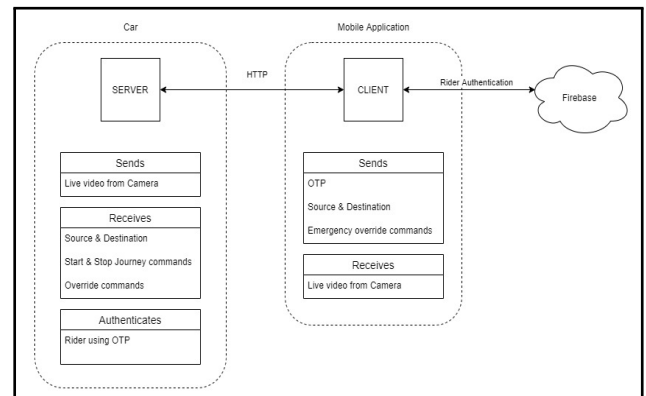 Car
Mobile Application
SERVER
HTTP
CLIENT
Rider Authentication
Firebase
Sends
Live video from Camera
Receives
Source & Destination
Start & Stop Journey commands
Override commands
Authenticates
Rider using OTP
Sends
OTP
Source & Destination
Emergency override commands
Receives
Live video from Camera